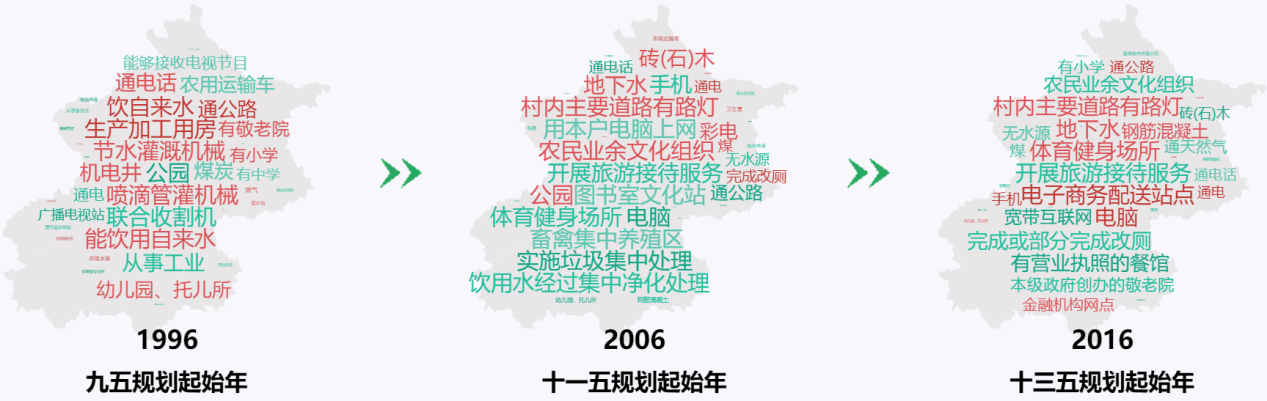 能够接收电视节目
通电话 农用运输车
饮自来水 通公路
生产加工用房 有敬老院
节水灌溉机械 有小学
机电井 公园 煤炭 有中学
通电 喷滴管灌机械
广播电视站 联合收割机
能饮用自来水
从事工业
幼儿园、托儿所
1996
九五规划起始年
砖(石)木
通电话 地下水 手机 通电
村内主要道路有路灯
卫生室
用本户电脑上网 彩电
农民业余文化组织 煤
无水源
开展旅游接待服务 完成改厕
公园 图书室文化站 通公路
体育健身场所 电脑
畜禽集中养殖区
实施垃圾集中处理
饮用水经过集中净化处理
幼儿园、托儿所 钢筋混凝土
2006
十一五规划起始年
有小学 通公路
农民业余文化组织
村内主要道路有路灯 砖(石)木
无水源 地下水 钢筋混凝土
煤 体育健身场所 通天然气
开展旅游接待服务 通电话
手机 电子商务配送站点 通电
宽带互联网 电脑
完成或部分完成改厕
有营业执照的餐馆
本级政府创办的敬老院
金融机构网点
2016
十三五规划起始年